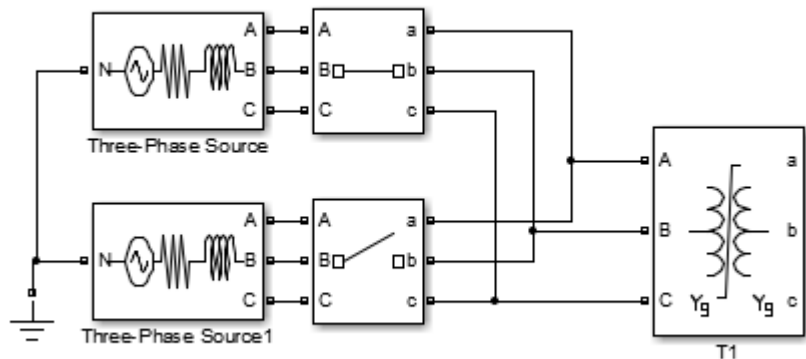 A A a
N B B b
C C c
Three-Phase Source
A a
B b
C Yg Yg c
T1
A A a
N B B b
C C c
Three-Phase Source1